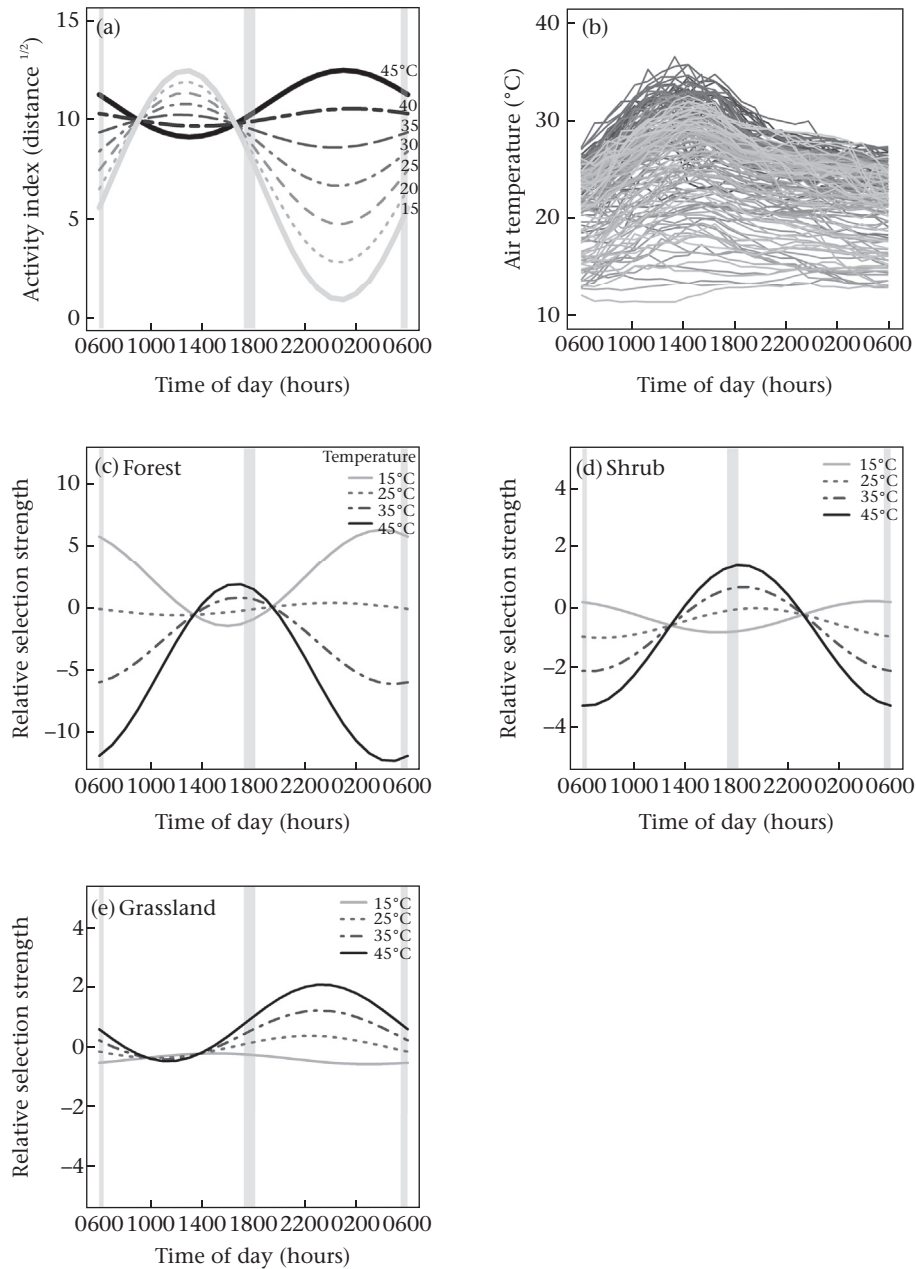 (a)
Activity index (distance 1/2)
15
10
5
0
45°C
40
35
30
25
20
15
0600 1000 1400 1800 2200 0200 0600
Time of day (hours)
(b)
Air temperature (°C)
40
30
20
10
0600 1000 1400 1800 2200 0200 0600
Time of day (hours)
(c) Forest
Relative selection strength
10
5
0
−5
−10
Temperature
15°C
25°C
35°C
45°C
0600 1000 1400 1800 2200 0200 0600
Time of day (hours)
(d) Shrub
Relative selection strength
4
2
0
−2
−4
15°C
25°C
35°C
45°C
0600 1000 1400 1800 2200 0200 0600
Time of day (hours)
(e) Grassland
Relative selection strength
4
2
0
−2
−4
15°C
25°C
35°C
45°C
0600 1000 1400 1800 2200 0200 0600
Time of day (hours)